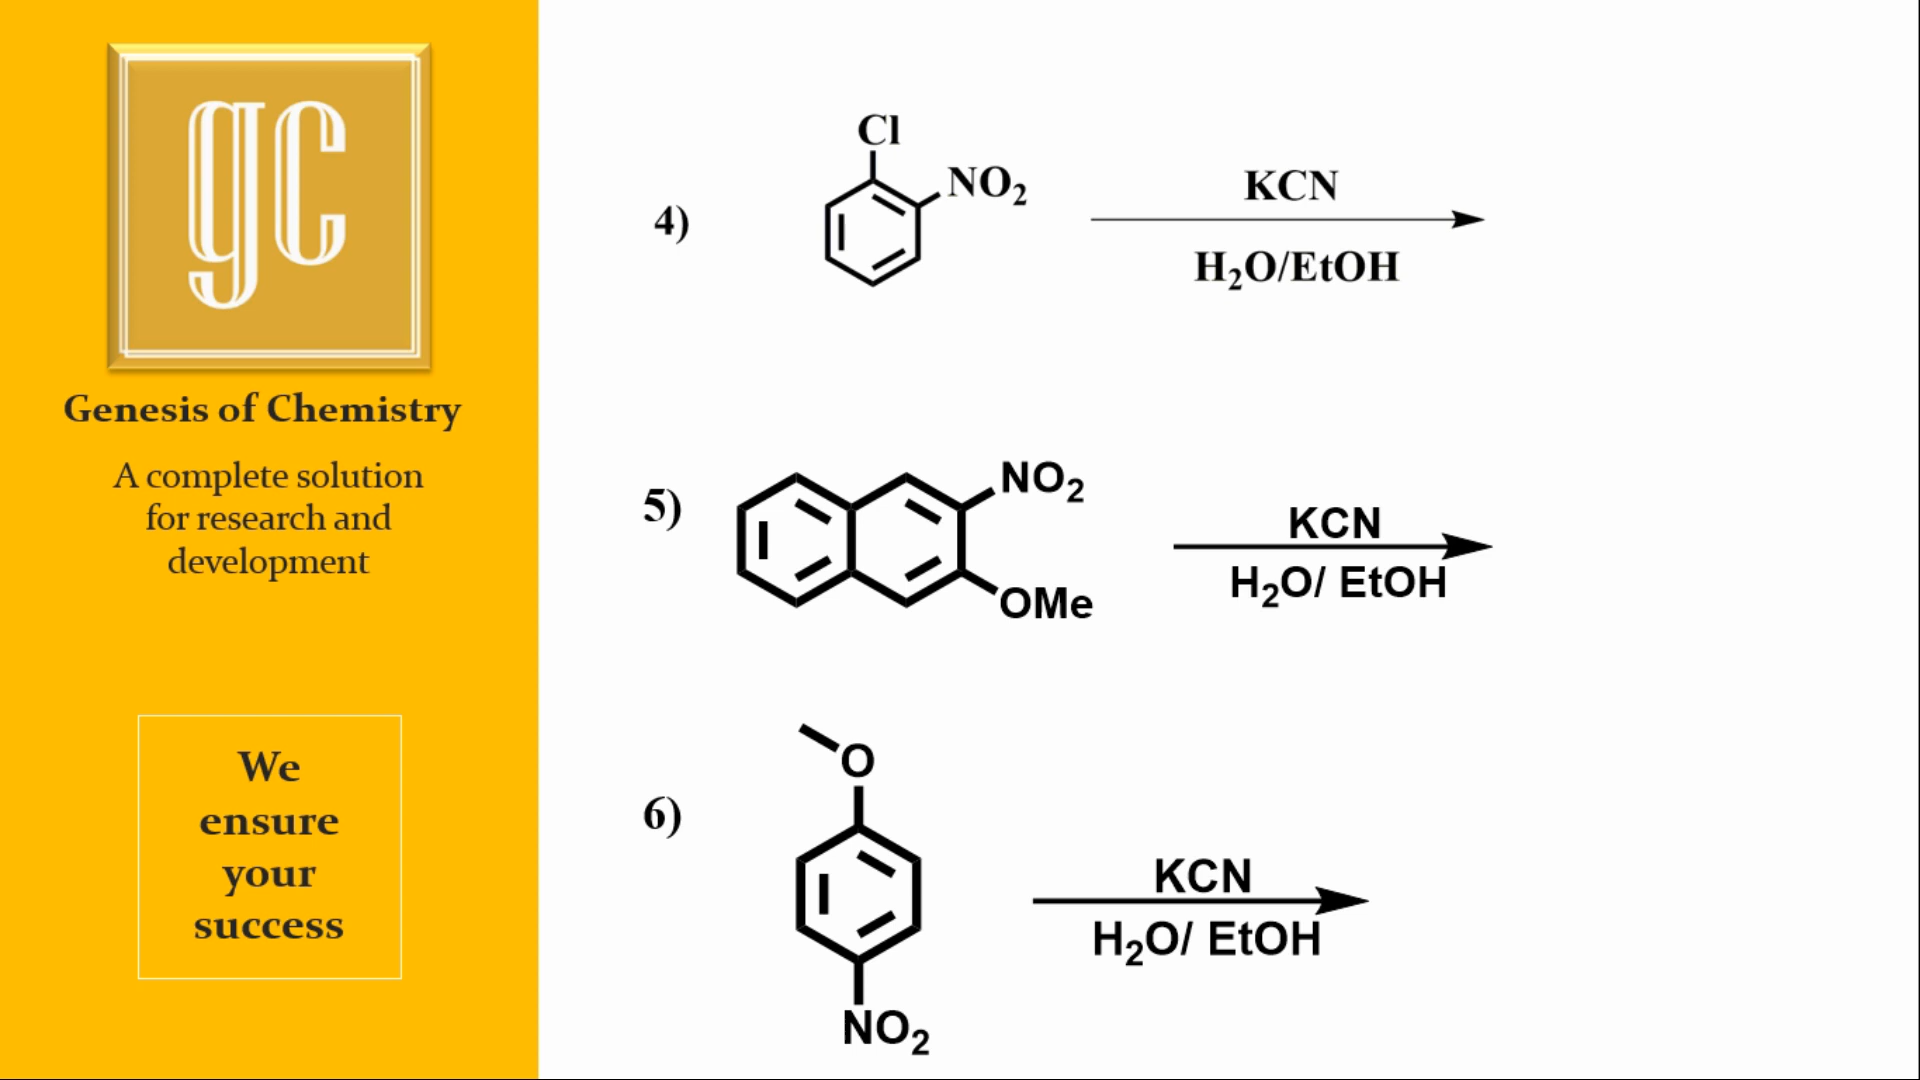 gc
Genesis of Chemistry
A complete solution
for research and
development
We
ensure
your
success
4)
Cl
NO₂
KCN
H₂O/EtOH
5)
NO₂
OMe
KCN
H₂O/ EtOH
6)
O
NO₂
KCN
H₂O/ EtOH